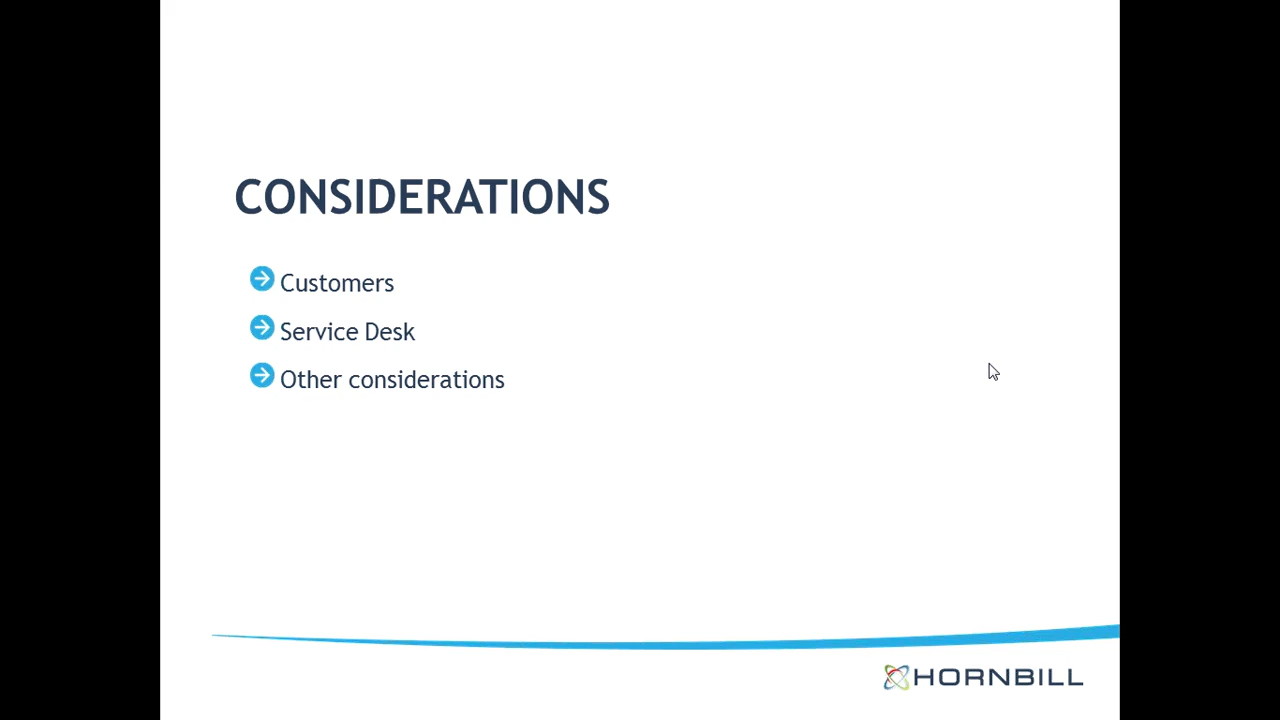 CONSIDERATIONS
Customers
Service Desk
Other considerations
HORNBILL